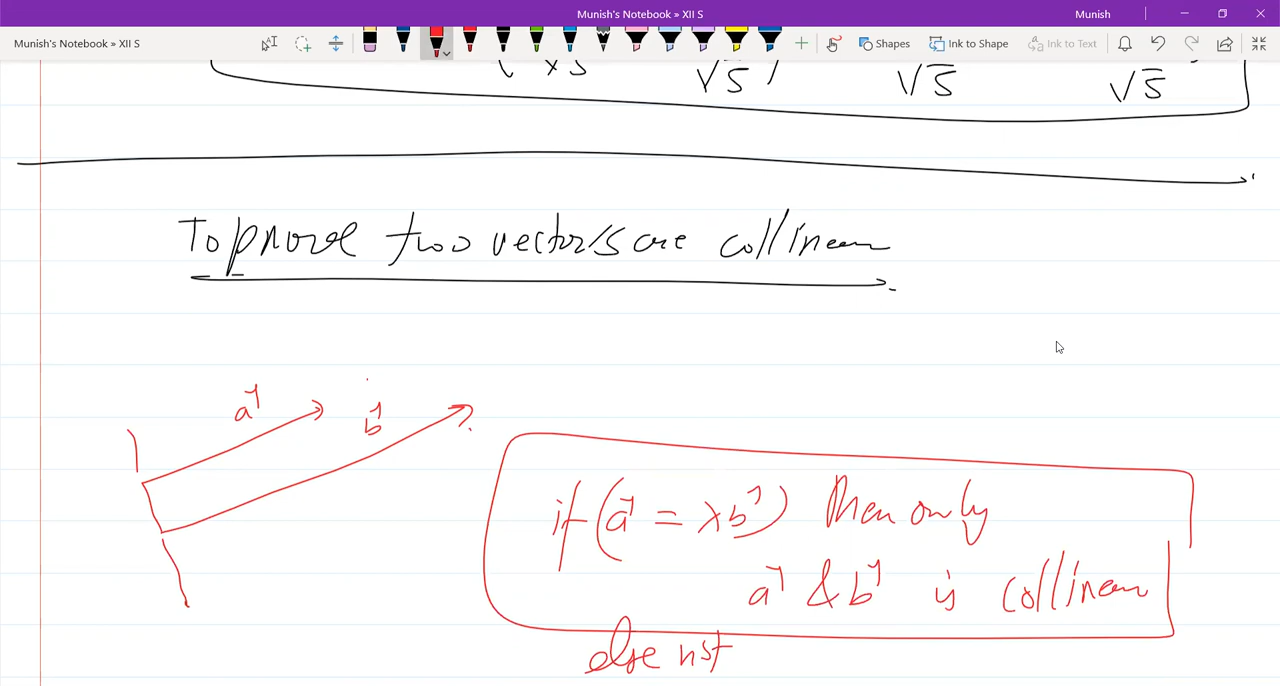 Munish's Notebook » XII S
Munish
Munish's Notebook » XII S
Shapes
Ink to Shape
Ink to Text
√5 √5 √5
To prove two vectors are collinear
a⃗
b⃗
if (a⃗ = λb⃗) then only
a⃗ & b⃗ is collinear
else not